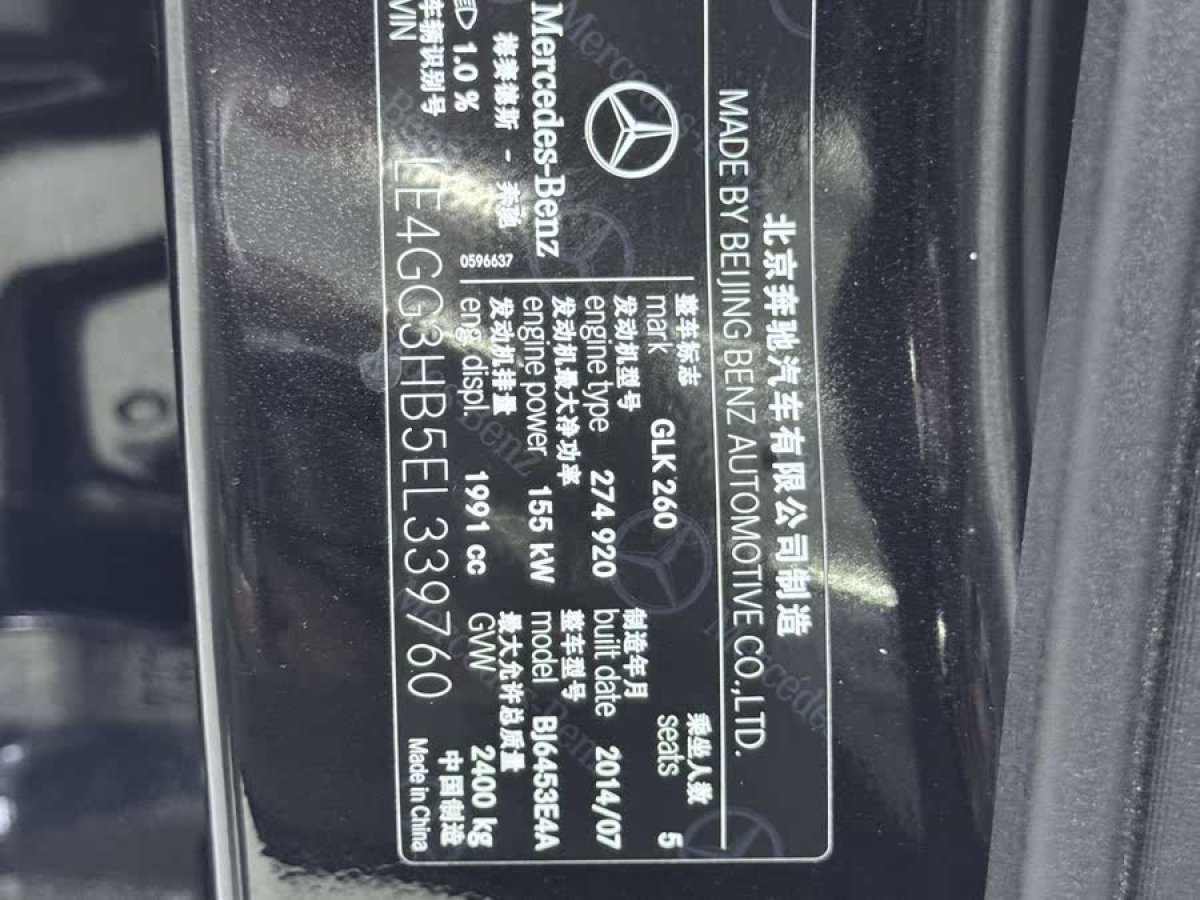 北京奔驰汽车有限公司制造
MADE BY BEIJING BENZ AUTOMOTIVE CO.,LTD.
Mercedes-Benz
梅赛德斯 - 奔驰
1.0 %
0596637
整车标志
mark GLK 260
乘坐人数
seats 5
发动机型号
engine type 274 920
制造年月
built date 2014/07
发动机最大净功率
engine power 155 kW
整车型号
model BJ6453E4A
发动机排量
eng displ. 1991 cc
最大允许总质量
GVW 2400 kg
车辆识别号
VIN LE4GG3HB5EL339760
中国制造
Made in China